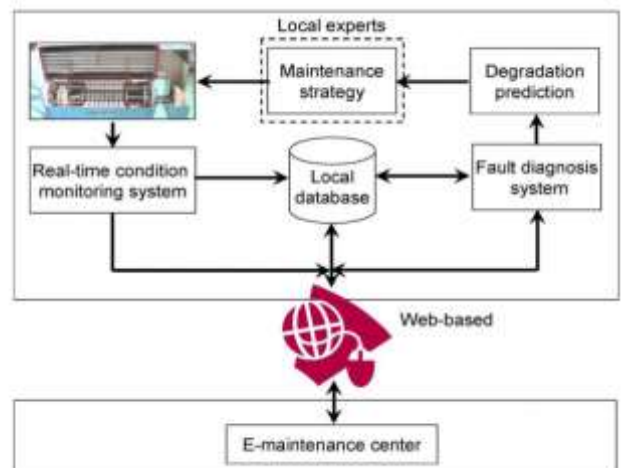 Local experts
Maintenance
strategy
Degradation
prediction
Real-time condition
monitoring system
Local
database
Fault diagnosis
system
Web-based
E-maintenance center